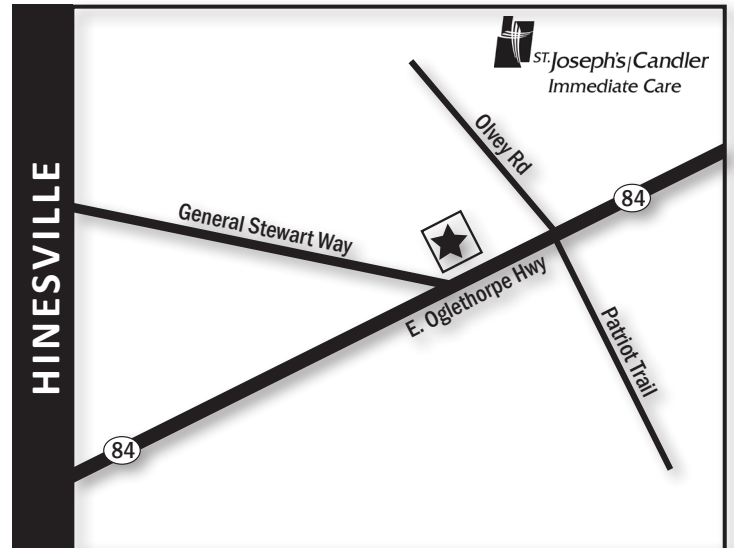 HINESVILLE
ST. Joseph's|Candler
Immediate Care
Olvey Rd
84
General Stewart Way
E. Oglethorpe Hwy
Patriot Trail
84